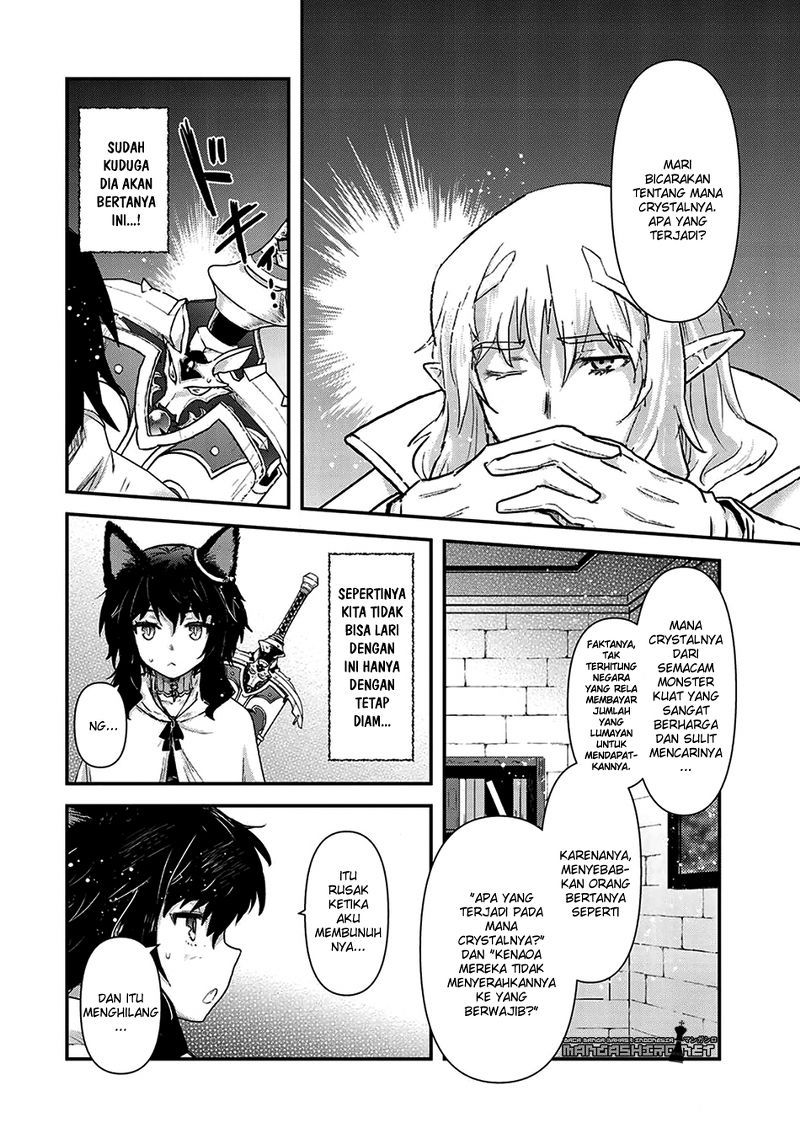 MARI
BICARAKAN
TENTANG MANA
CRYSTALNYA.
APA YANG
TERJADI?
SUDAH
KUDUGA
DIA AKAN
BERTANYA
INI...!
ドキ
MANA
CRYSTALNYA
DARI
SEMACAM
MONSTER
KUAT YANG
SANGAT
BERHARGA
DAN SULIT
MENCARINYA
...
FAKTANYA,
TAK
TERHITUNG
NEGARA
YANG RELA
MEMBAYAR
JUMLAH
YANG
LUMAYAN
UNTUK
MENDAPAT-
KANNYA.
KARENANYA,
MENYEBAB-
KAN ORANG
BERTANYA
SEPERTI
"APA YANG
TERJADI PADA
MANA
CRYSTALNYA?"
DAN "KENAOA
MEREKA TIDAK
MENYERAHKANNYA
KE YANG
BERWAJIB?"
SEPERTINYA
KITA TIDAK
BISA LARI
DENGAN
INI HANYA
DENGAN
TETAP
DIAM...
NG...
ITU
RUSAK
KETIKA
AKU
MEMBUNUH
NYA...
DAN ITU
MENGHILANG
...
BACA MANGA BAHASA INDONESIA
MANGASHIRO.NET